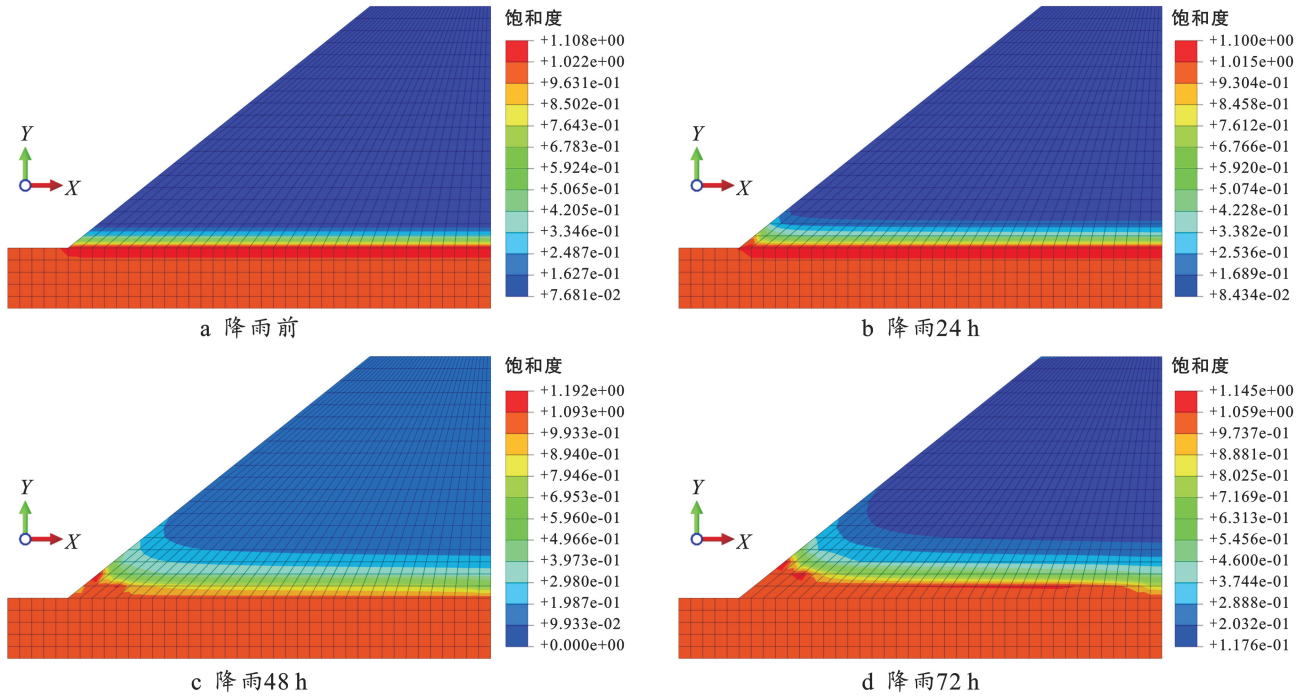 饱和度
+1.108e+00
+1.022e+00
+9.631e-01
+8.502e-01
+7.643e-01
+6.783e-01
+5.924e-01
+5.065e-01
+4.205e-01
+3.346e-01
+2.487e-01
+1.627e-01
+7.681e-02
Y
X
a 降雨前
饱和度
+1.100e+00
+1.015e+00
+9.304e-01
+8.458e-01
+7.612e-01
+6.766e-01
+5.920e-01
+5.074e-01
+4.228e-01
+3.382e-01
+2.536e-01
+1.689e-01
+8.434e-02
Y
X
b 降雨24 h
饱和度
+1.192e+00
+1.093e+00
+9.933e-01
+8.940e-01
+7.946e-01
+6.953e-01
+5.960e-01
+4.966e-01
+3.973e-01
+2.980e-01
+1.987e-01
+9.933e-02
+0.000e+00
Y
X
c 降雨48 h
饱和度
+1.145e+00
+1.059e+00
+9.737e-01
+8.881e-01
+8.025e-01
+7.169e-01
+6.313e-01
+5.456e-01
+4.600e-01
+3.744e-01
+2.888e-01
+2.032e-01
+1.176e-01
Y
X
d 降雨72 h